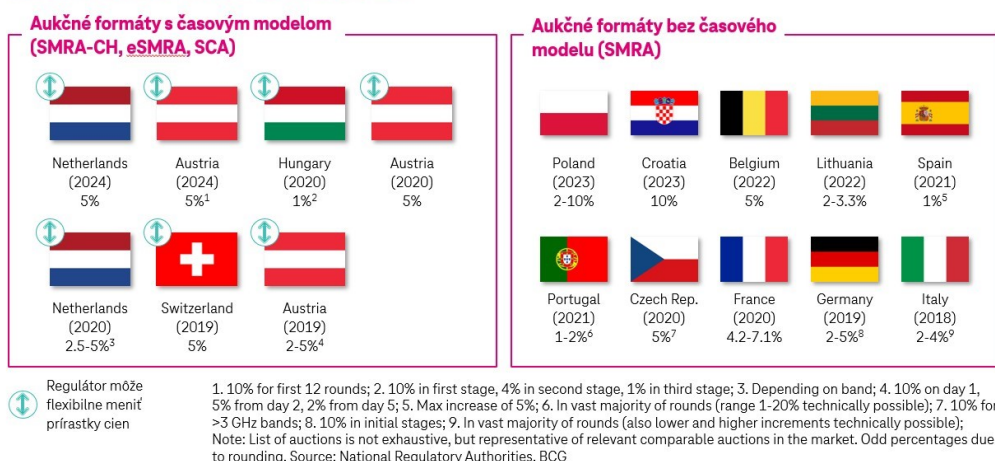 Aukčné formáty s časovým modelom
(SMRA-CH, eSMRA, SCA)
Netherlands
(2024)
5%
Austria
(2024)
5%¹
Hungary
(2020)
1%²
Austria
(2020)
5%
Netherlands
(2020)
2.5-5%³
Switzerland
(2019)
5%
Austria
(2019)
2-5%⁴
Aukčné formáty bez časového
modelu (SMRA)
Poland
(2023)
2-10%
Croatia
(2023)
10%
Belgium
(2022)
5%
Lithuania
(2022)
2-3.3%
Spain
(2021)
1%⁵
Portugal
(2021)
1-2%⁶
Czech Rep.
(2020)
5%⁷
France
(2020)
4.2-7.1%
Germany
(2019)
2-5%⁸
Italy
(2018)
2-4%⁹
Regulátor môže
flexibilne meniť
prírastky cien
1. 10% for first 12 rounds; 2. 10% in first stage, 4% in second stage, 1% in third stage; 3. Depending on band; 4. 10% on day 1,
5% from day 2, 2% from day 5; 5. Max increase of 5%; 6. In vast majority of rounds (range 1-20% technically possible); 7. 10% for
>3 GHz bands; 8. 10% in initial stages; 9. In vast majority of rounds (also lower and higher increments technically possible);
Note: List of auctions is not exhaustive, but representative of relevant comparable auctions in the market. Odd percentages due
to rounding. Source: National Regulatory Authorities, BCG